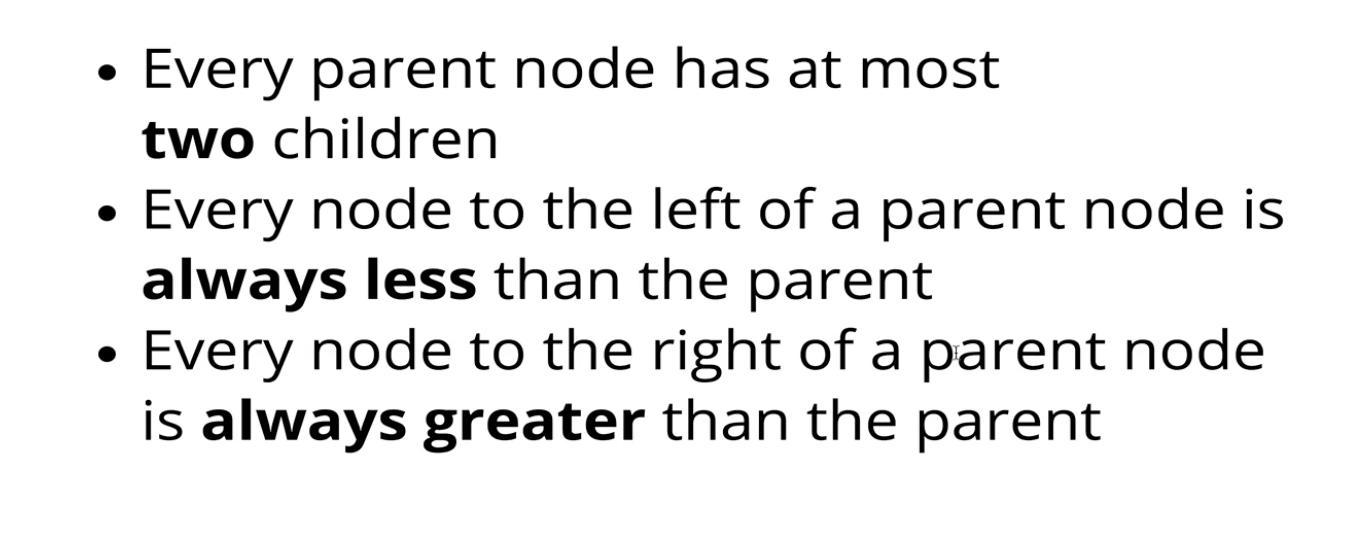 • Every parent node has at most
two children
• Every node to the left of a parent node is
always less than the parent
• Every node to the right of a parent node
is always greater than the parent